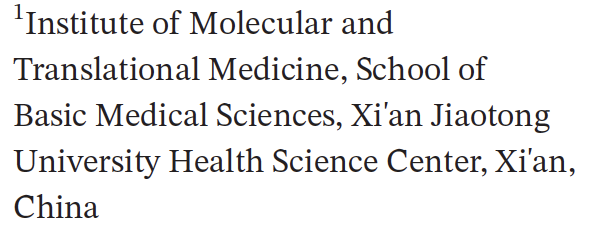 ¹Institute of Molecular and
Translational Medicine, School of
Basic Medical Sciences, Xi'an Jiaotong
University Health Science Center, Xi'an,
China